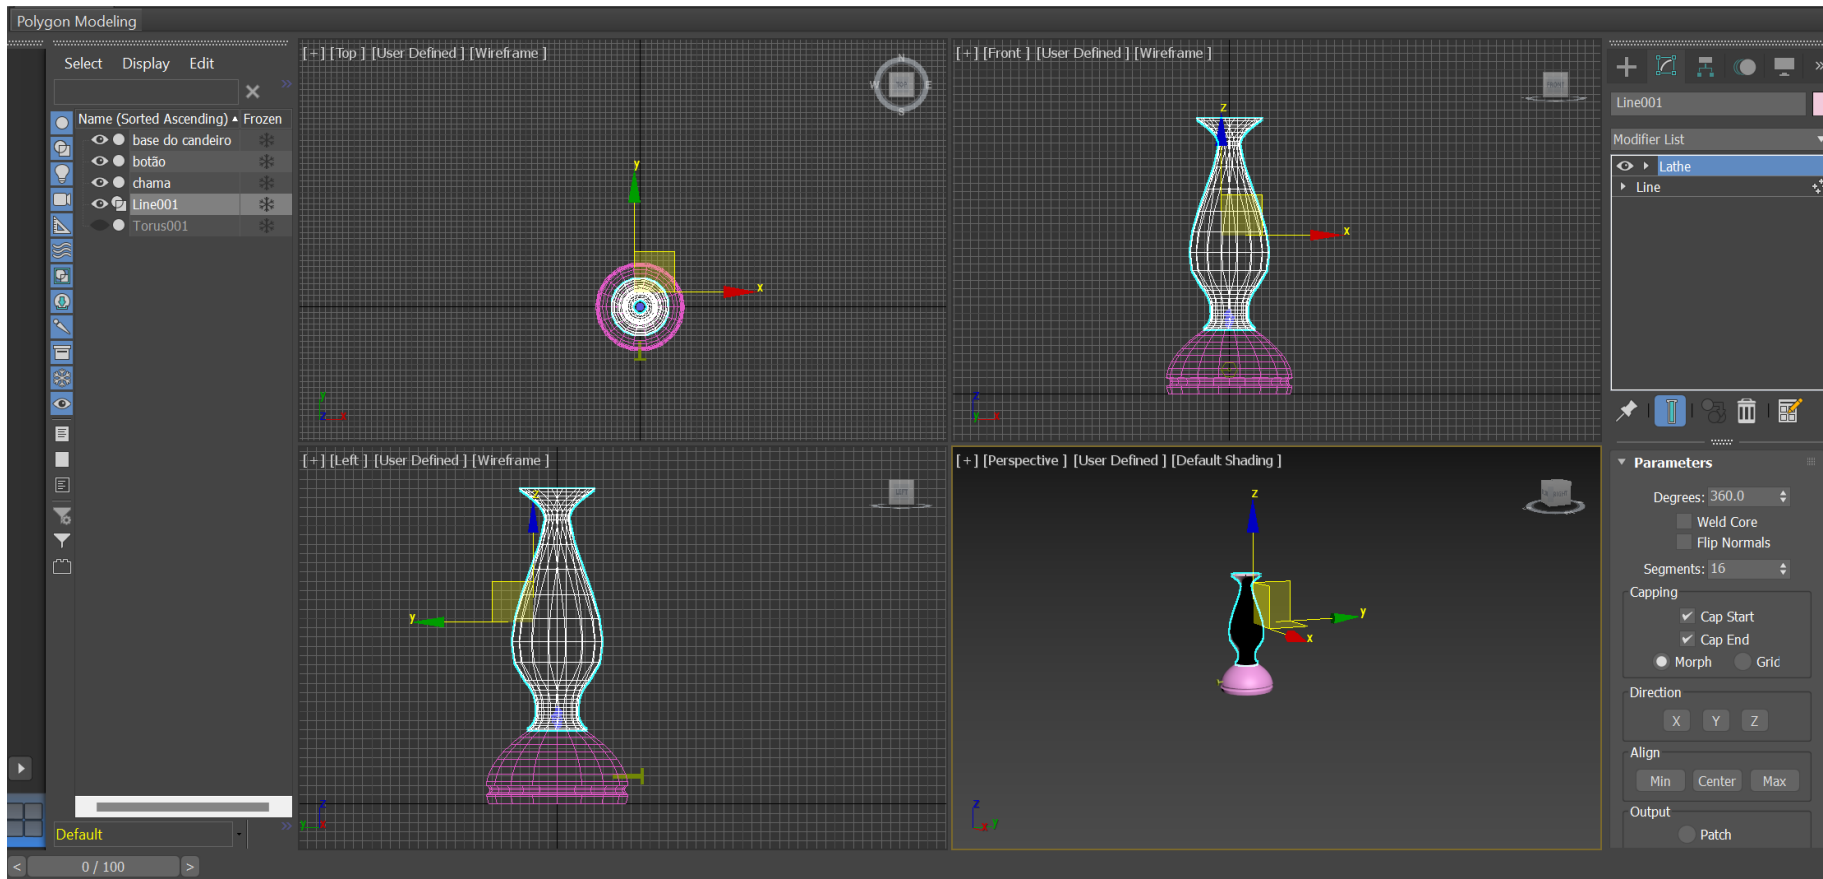 Polygon Modeling
Select Display Edit
Name (Sorted Ascending) Frozen
base do candeiro
botão
chama
Line001
Torus001
Default
0 / 100
[+] [Top ] [User Defined ] [Wireframe ]
N
W TOP E
S
y
x
y
z x
[+] [Front ] [User Defined ] [Wireframe ]
FRONT
z
x
z
y x
[+] [Left ] [User Defined ] [Wireframe ]
LEFT
z
y
z
y x
[+] [Perspective ] [User Defined ] [Default Shading ]
z
y
x
z
x y
Line001
Modifier List
Lathe
Line
Parameters
Degrees: 360.0
Weld Core
Flip Normals
Segments: 16
Capping
Cap Start
Cap End
Morph Grid
Direction
X Y Z
Align
Min Center Max
Output
Patch